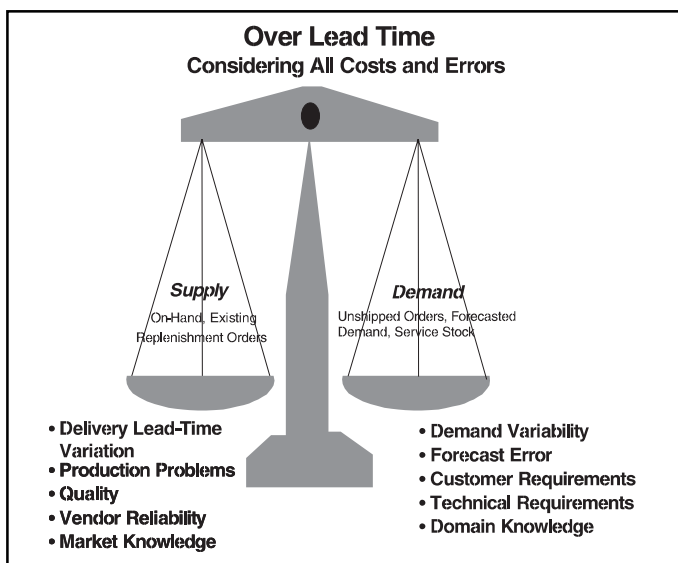 Over Lead Time
Considering All Costs and Errors
Supply
On-Hand, Existing
Replenishment Orders
Demand
Unshipped Orders, Forecasted
Demand, Service Stock
• Delivery Lead-Time
Variation
• Production Problems
• Quality
• Vendor Reliability
• Market Knowledge
• Demand Variability
• Forecast Error
• Customer Requirements
• Technical Requirements
• Domain Knowledge